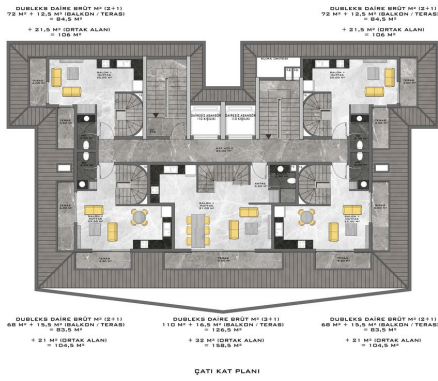 DUBLEKS DAİRE BRÜT M² (2+1)
72 M² + 12,5 M² (BALKON / TERAS)
= 84,5 M²
+ 21,5 M² (ORTAK ALAN)
= 106 M²
DUBLEKS DAİRE BRÜT M² (2+1)
72 M² + 12,5 M² (BALKON / TERAS)
= 84,5 M²
+ 21,5 M² (ORTAK ALAN)
= 106 M²
DUBLEKS DAİRE BRÜT M² (2+1)
68 M² + 15,5 M² (BALKON / TERAS)
= 83,5 M²
+ 21 M² (ORTAK ALAN)
= 104,5 M²
DUBLEKS DAİRE BRÜT M² (3+1)
110 M² + 16,5 M² (BALKON / TERAS)
= 126,5 M²
+ 32 M² (ORTAK ALAN)
= 158,5 M²
DUBLEKS DAİRE BRÜT M² (2+1)
68 M² + 15,5 M² (BALKON / TERAS)
= 83,5 M²
+ 21 M² (ORTAK ALAN)
= 104,5 M²
ÇATI KAT PLANI